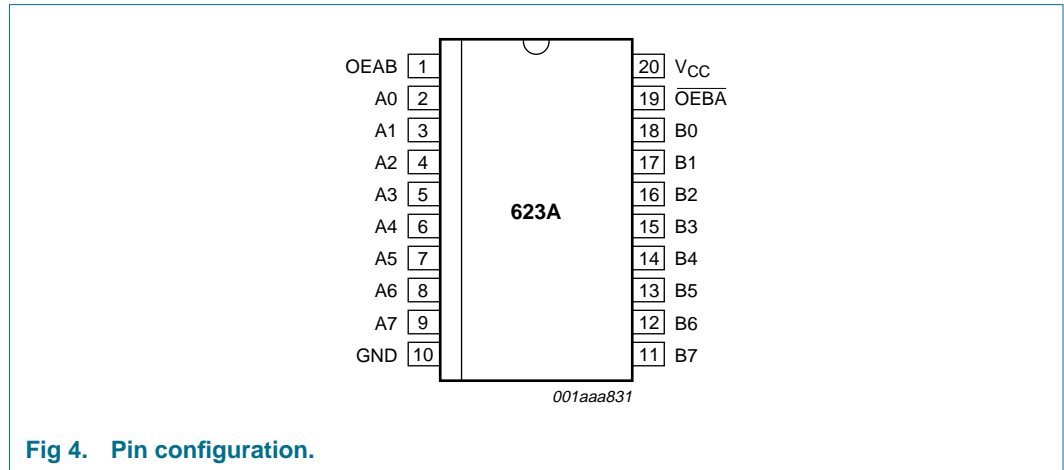 OEAB 1 20 VCC
A0 2 19 O̅E̅B̅A̅
A1 3 18 B0
A2 4 17 B1
A3 5 16 B2
A4 6 623A 15 B3
A5 7 14 B4
A6 8 13 B5
A7 9 12 B6
GND 10 11 B7
001aaa831
Fig 4. Pin configuration.